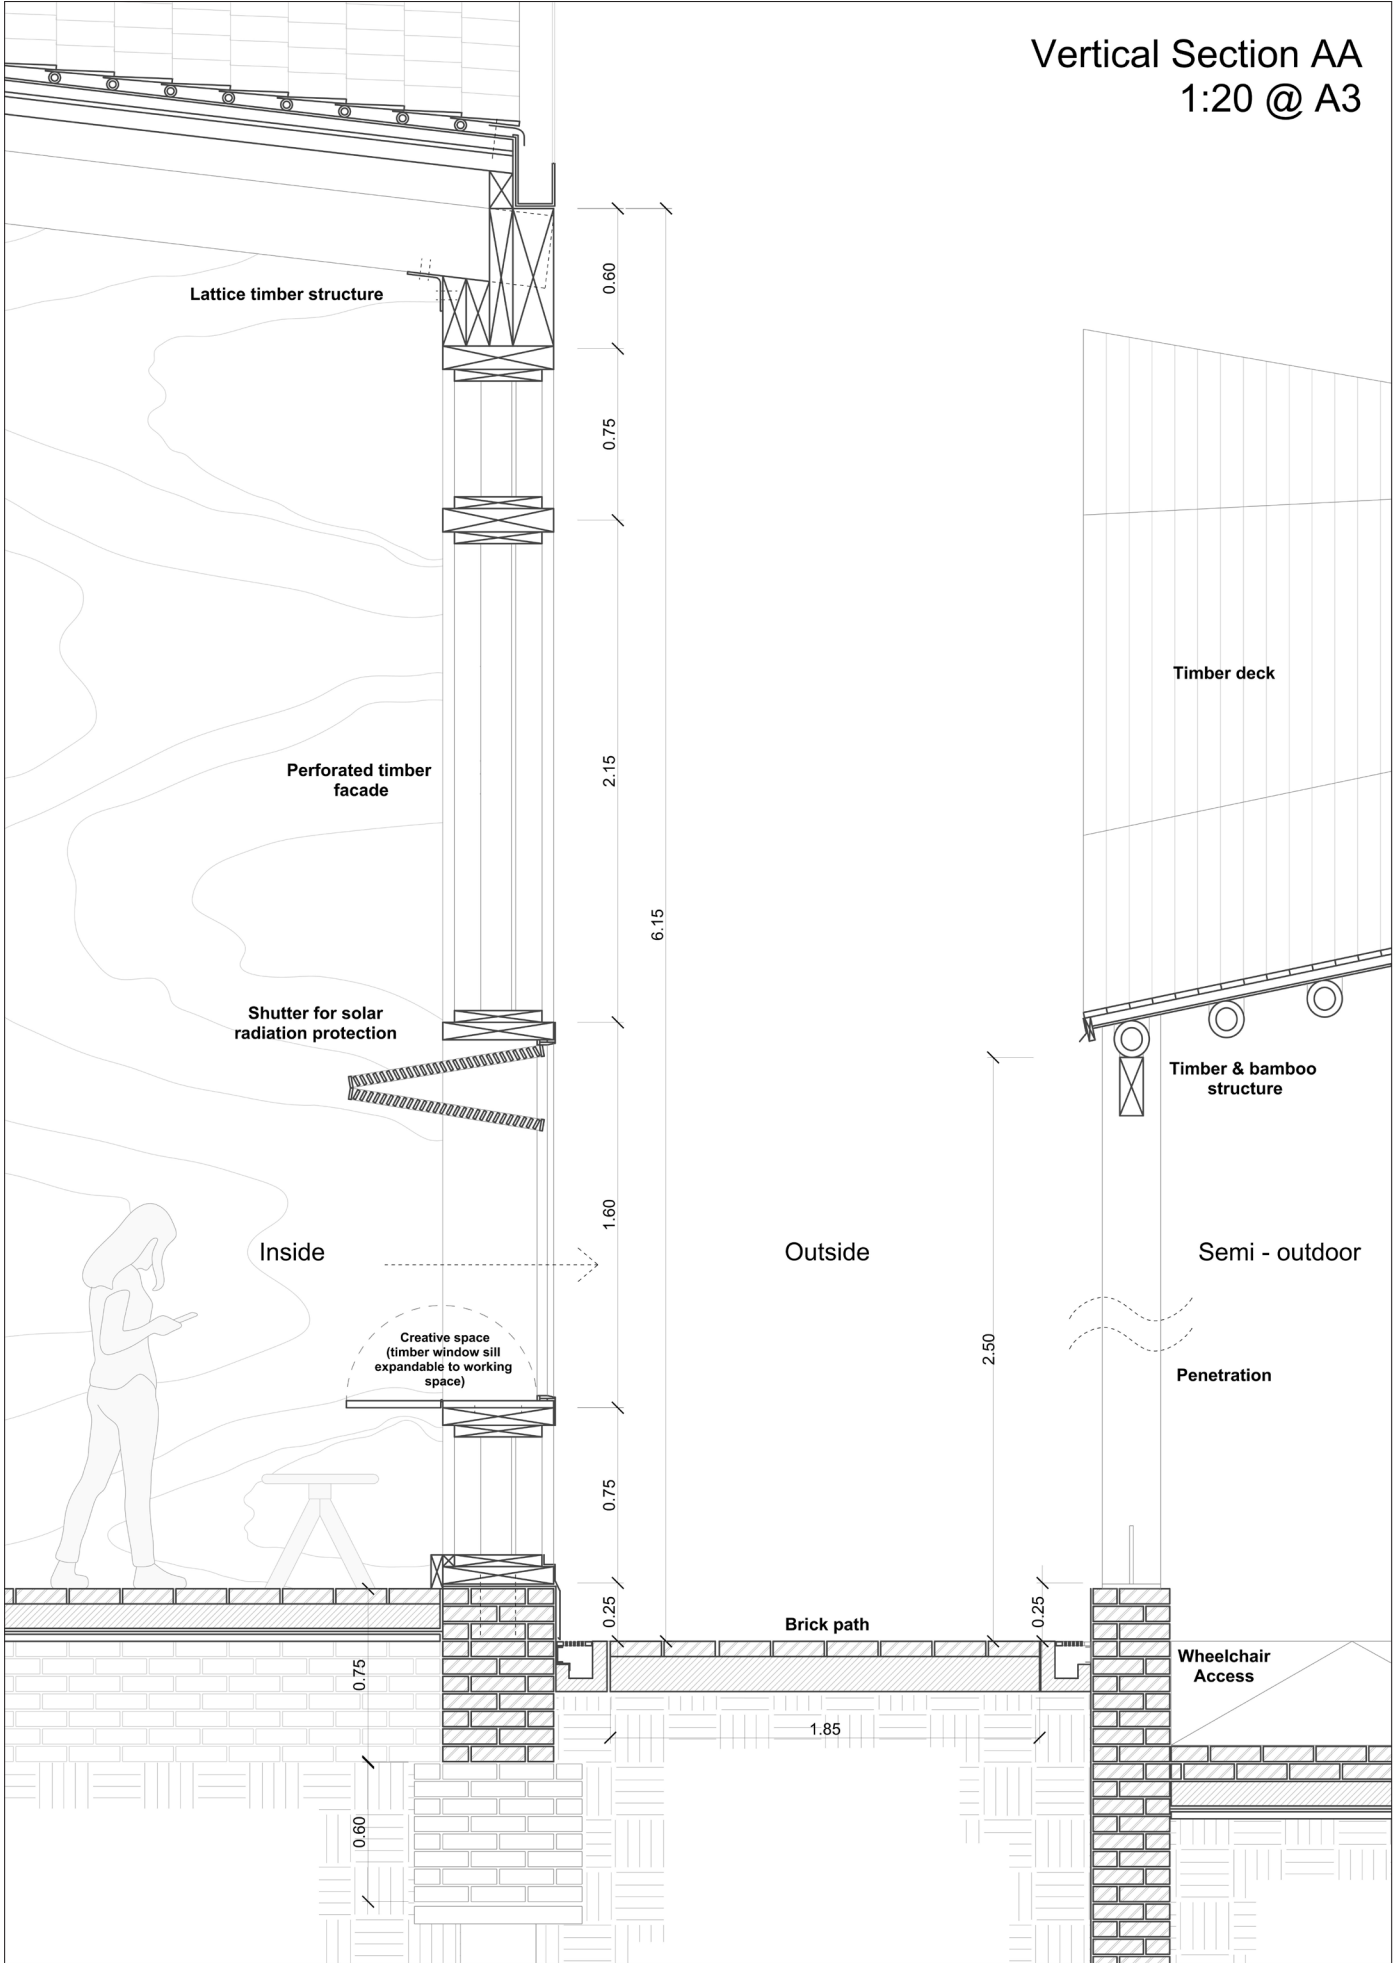 Vertical Section AA
1:20 @ A3
0.60
Lattice timber structure
0.75
Timber deck
Perforated timber
facade
2.15
6.15
Shutter for solar
radiation protection
Timber & bamboo
structure
1.60
Inside
Outside
Semi - outdoor
Creative space
(timber window sill
expandable to working
space)
2.50
Penetration
0.75
0.25
0.25
Brick path
Wheelchair
Access
0.75
1.85
0.60